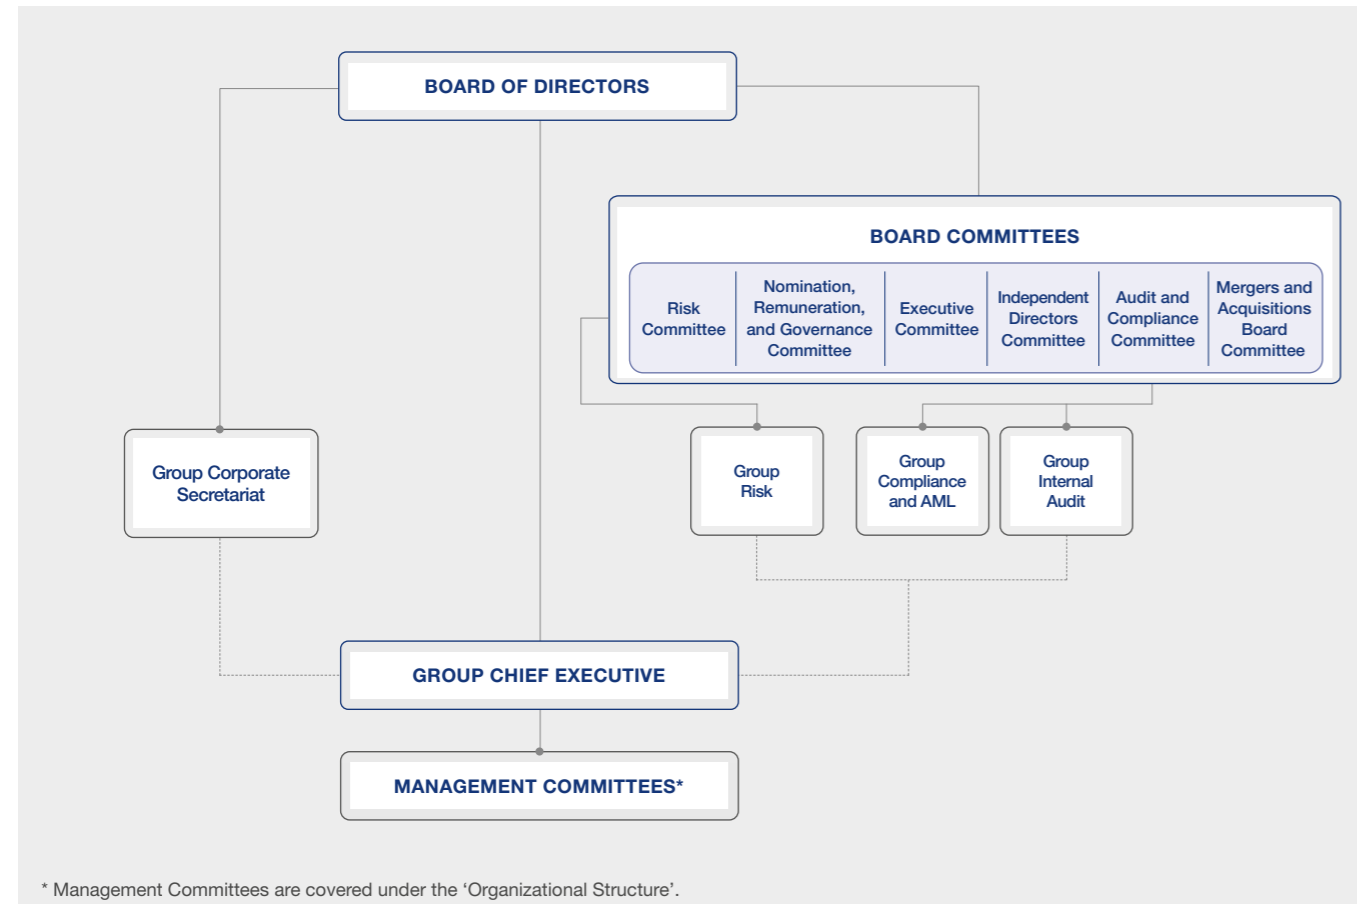 BOARD OF DIRECTORS
BOARD COMMITTEES
Risk
Committee
Nomination,
Remuneration,
and Governance
Committee
Executive
Committee
Independent
Directors
Committee
Audit and
Compliance
Committee
Mergers and
Acquisitions
Board
Committee
Group Corporate
Secretariat
Group
Risk
Group
Compliance
and AML
Group
Internal
Audit
GROUP CHIEF EXECUTIVE
MANAGEMENT COMMITTEES*
* Management Committees are covered under the ‘Organizational Structure’.